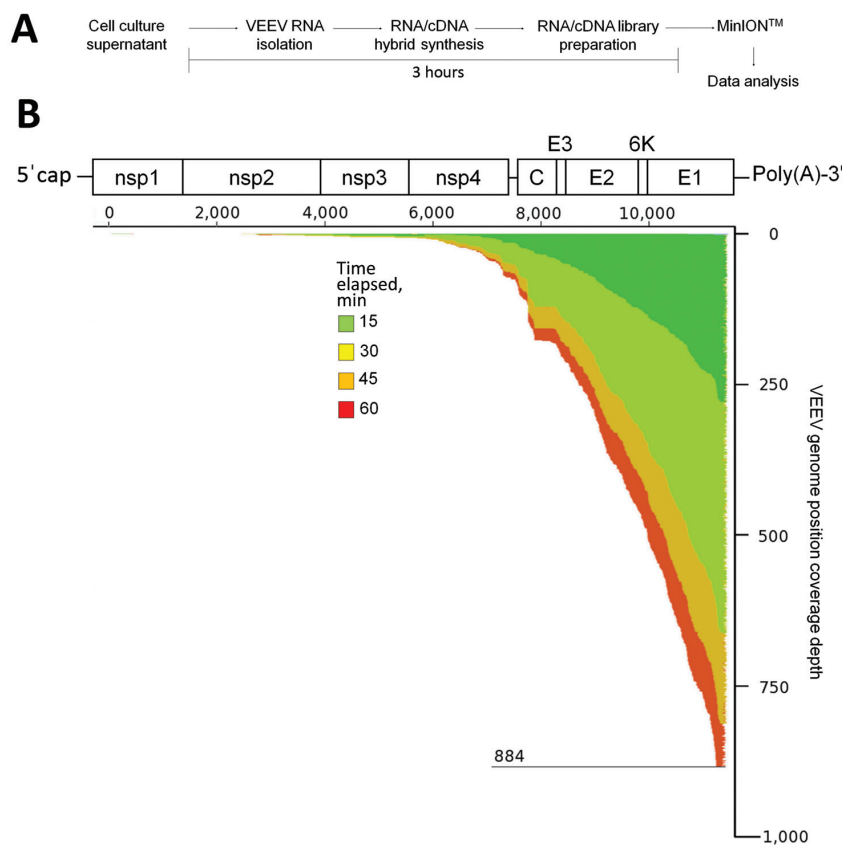 A
Cell culture
supernatant
VEEV RNA
isolation
RNA/cDNA
hybrid synthesis
RNA/cDNA library
preparation
MinION™
3 hours
Data analysis
B
E3 6K
5'cap nsp1 nsp2 nsp3 nsp4 C E2 E1 Poly(A)-3'
0 2,000 4,000 6,000 8,000 10,000
0
Time
elapsed,
min
15
30
45
60
250
500
750
1,000
VEEV genome position coverage depth
884